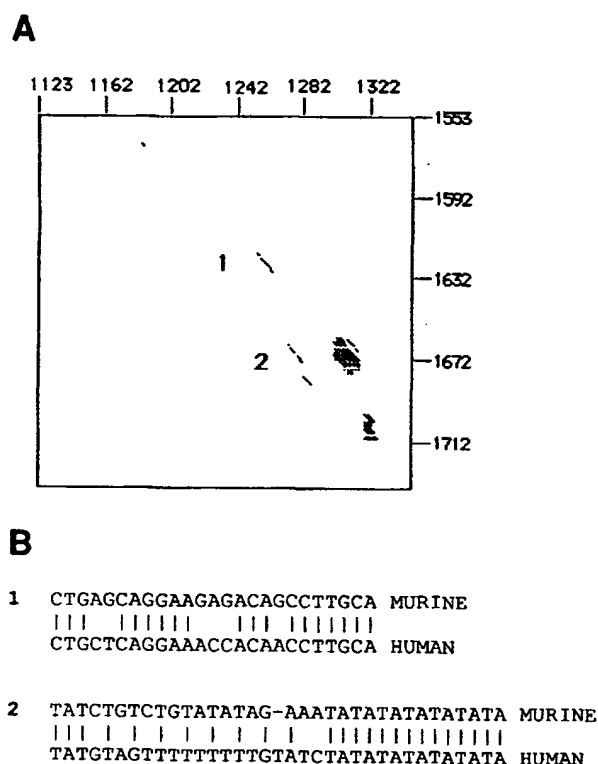 A
1123 1162 1202 1242 1282 1322
1553
1592
1 1632
2 1672
1712
B
1 CTGAGCAGGAAGAGACAGCCTTGCA MURINE
CTGCTCAGGAAACCACAACCTTGCA HUMAN
2 TATCTGTCTGTATATAG-AAATATATATATATATA MURINE
TATGTAGTTTTTTTTTGTATCTATATATATATATA HUMAN